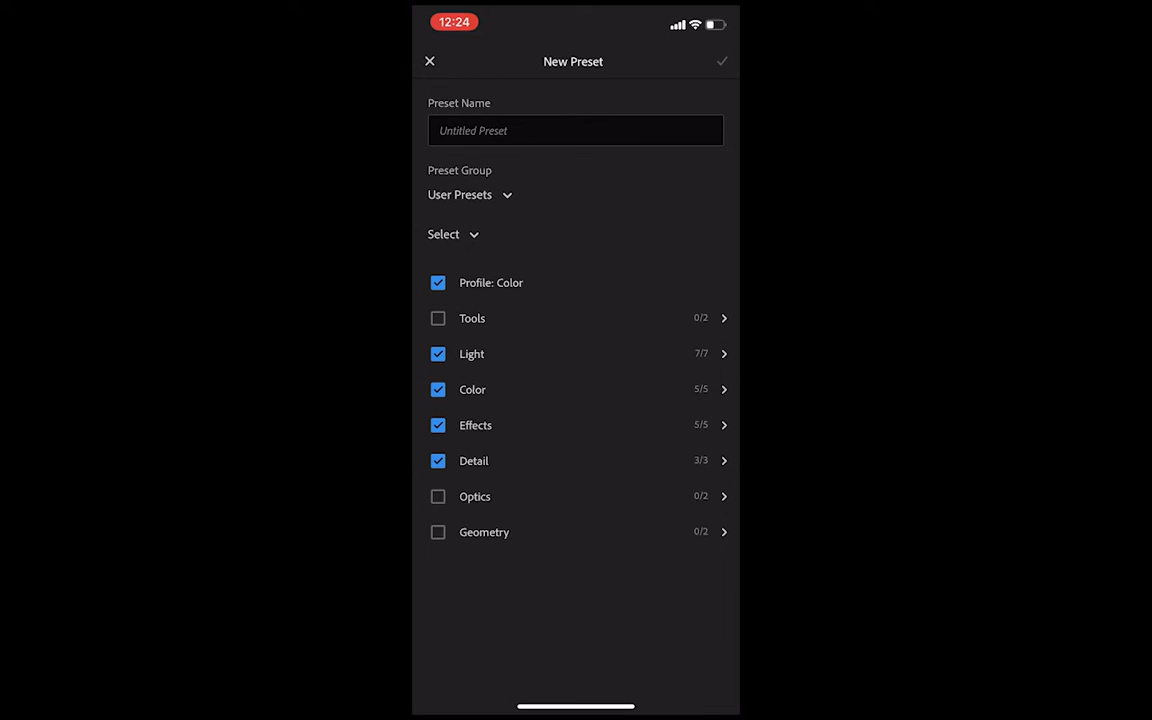 12:24
New Preset
Preset Name
Untitled Preset
Preset Group
User Presets
Select
Profile: Color
Tools 0/2
Light 7/7
Color 5/5
Effects 5/5
Detail 3/3
Optics 0/2
Geometry 0/2